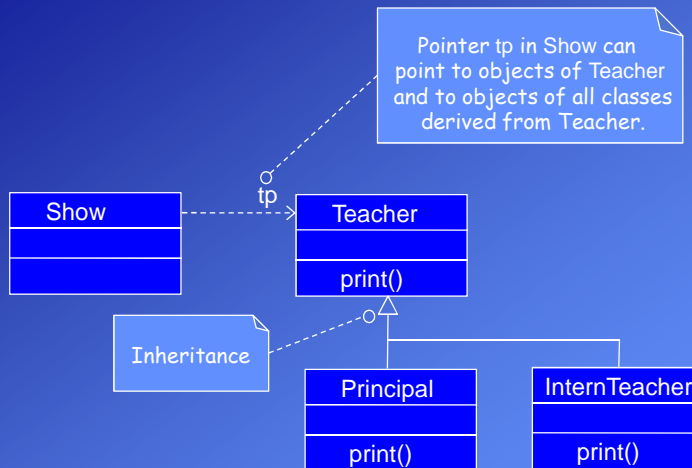 Pointer tp in Show can
point to objects of Teacher
and to objects of all classes
derived from Teacher.
tp
Show
Teacher
print()
Inheritance
Principal
InternTeacher
print()
print()